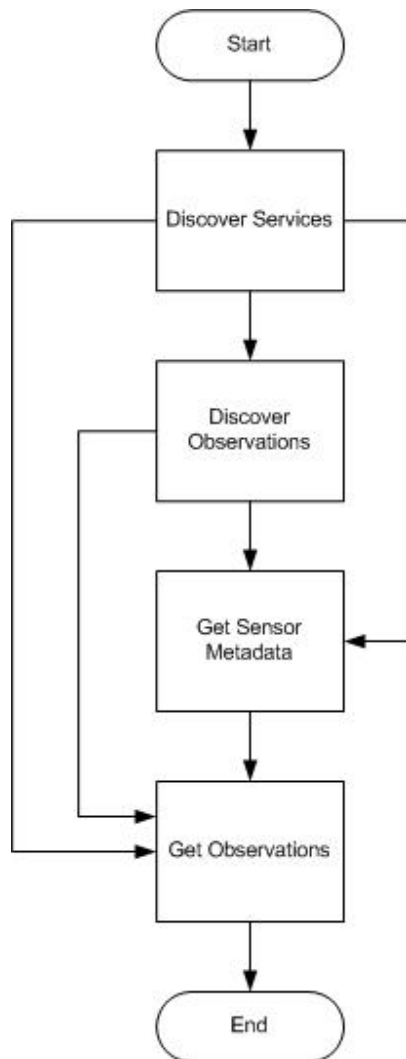 Start
Discover Services
Discover
Observations
Get Sensor
Metadata
Get Observations
End